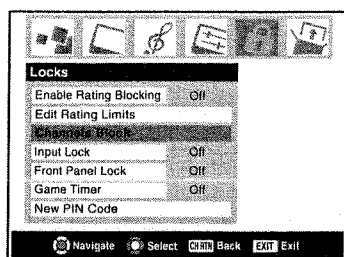 Locks
Enable Rating Blocking Off
Edit Rating Limits
Channels Block
Input Lock Off
Front Panel Lock Off
Game Timer Off
New PIN Code
Navigate Select CH RTN Back EXIT Exit